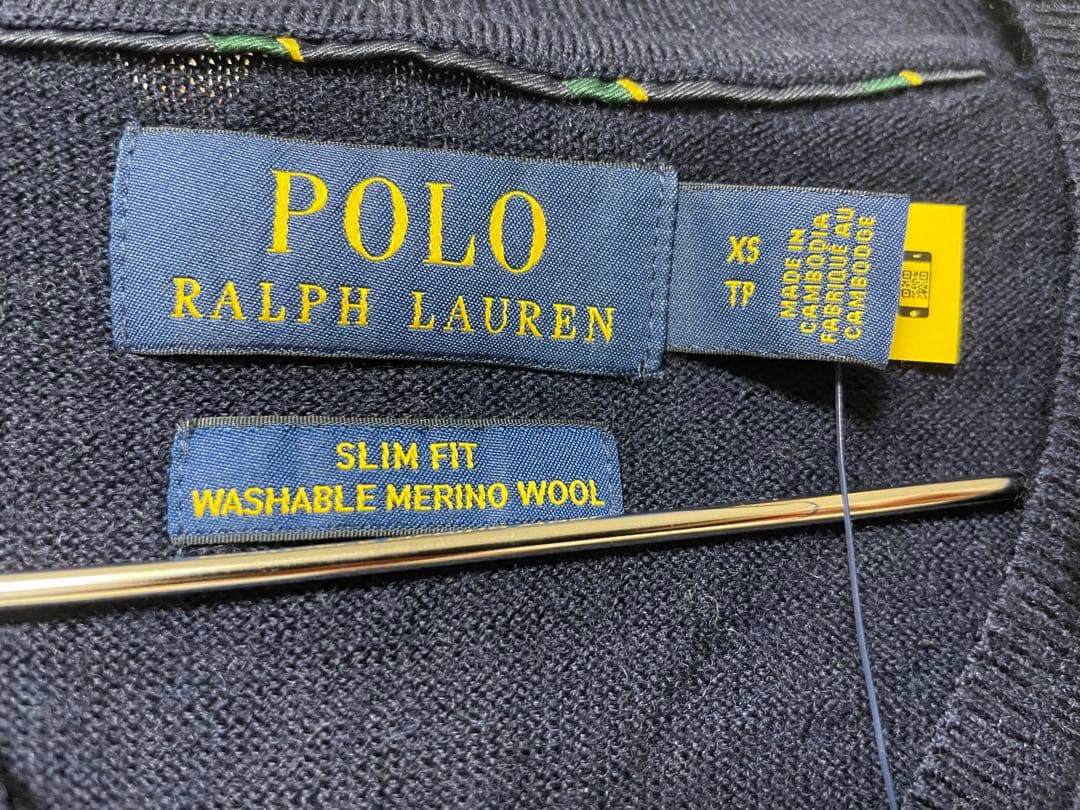 POLO
RALPH LAUREN
XS
TP
MADE IN
CAMBODIA
FABRIQUÉ AU
CAMBODGE
SLIM FIT
WASHABLE MERINO WOOL